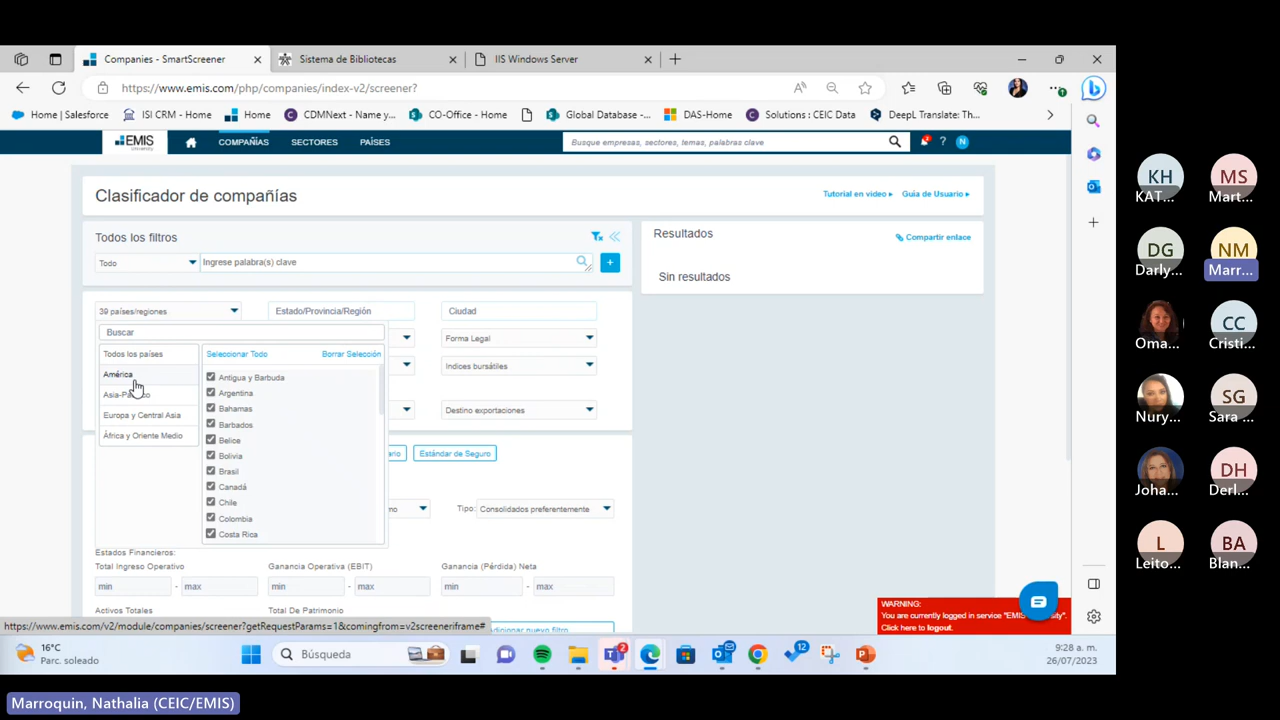 Companies - SmartScreener
Sistema de Bibliotecas
IIS Windows Server
https://www.emis.com/php/companies/index-v2/screener?
Home | Salesforce
ISI CRM - Home
Home
CDMNext - Name y...
CO-Office - Home
Global Database -...
DAS-Home
Solutions : CEIC Data
DeepL Translate: Th...
EMIS
University
COMPAÑIAS
SECTORES
PAÍSES
Busque empresas, sectores, temas, palabras clave
?
N
Clasificador de compañías
Tutorial en video
Guia de Usuario
Todos los filtros
Todo
Ingrese palabra(s) clave
+
Resultados
Compartir enlace
Sin resultados
39 países/regiones
Estado/Provincia/Región
Ciudad
Buscar
Todos los países
América
Europa y Central Asia
África y Oriente Medio
Seleccionar Todo
Borrar Selección
Antigua y Barbuda
Argentina
Bahamas
Barbados
Belice
Bolivia
Brasil
Canadá
Chile
Colombia
Costa Rica
Forma Legal
Indices bursátiles
Destino exportaciones
Estándar de Seguro
Tipo:
Consolidados preferentemente
Estados Financieros:
Total Ingreso Operativo
Ganancia Operativa (EBIT)
Ganancia (Pérdida) Neta
min - max
min - max
min - max
Activos Totales
Total De Patrimonio
https://www.emis.com/v2/module/companies/screener?getRequestParams=1&comingfrom=v2screeneriframe#
WARNING:
You are currently logged in service "EMIS
Click here to logout.
16°C
Parc. soleado
Búsqueda
2
12
9:28 a. m.
26/07/2023
KH
KAT...
MS
Mart...
DG
Darly...
NM
Marr...
Oma...
CC
Cristi...
Nury...
SG
Sara ...
Joha...
DH
Derl...
L
Leito...
BA
Blan...
Marroquin, Nathalia (CEIC/EMIS)